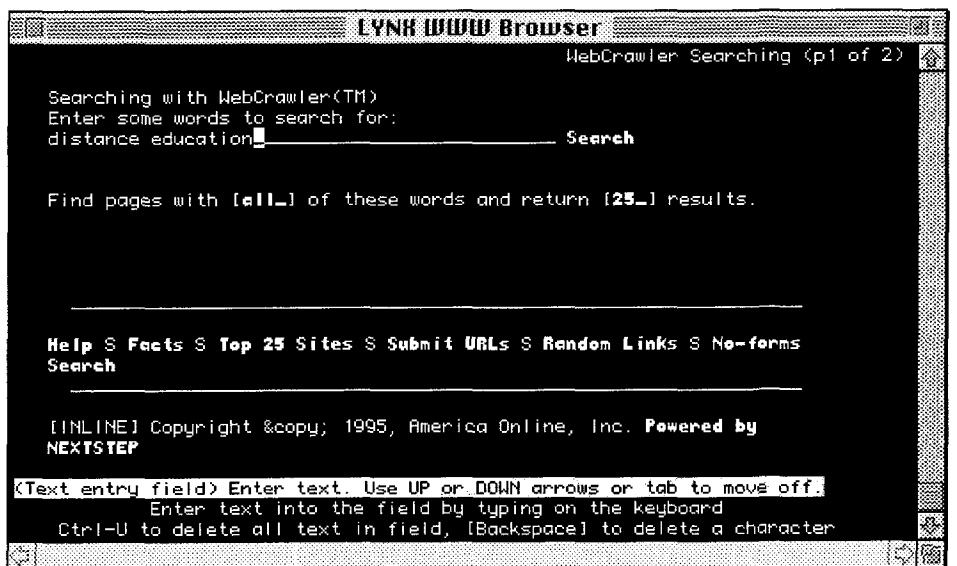 LYNX WWW Browser
WebCrawler Searching (p1 of 2)
Searching with WebCrawler(TM)
Enter some words to search for:
distance education_______________________ Search
Find pages with [all_] of these words and return [25_] results.
Help S Facts S Top 25 Sites S Submit URLs S Random Links S No-forms
Search
[INLINE] Copyright &copy; 1995, America Online, Inc. Powered by
NEXTSTEP
(Text entry field) Enter text. Use UP or DOWN arrows or tab to move off.
Enter text into the field by typing on the keyboard
Ctrl-U to delete all text in field, [Backspace] to delete a character